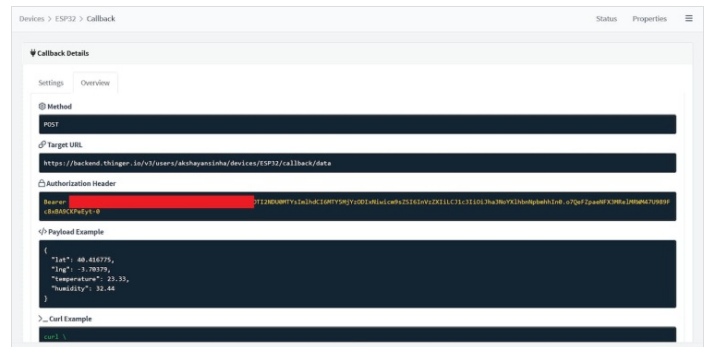 Devices > ESP32 > Callback
Status Properties
Callback Details
Settings Overview
Method
POST
Target URL
https://backend.thinger.io/v3/users/akshayansinha/devices/ESP32/callback/data
Authorization Header
Bearer
Payload Example
{
"lat": 40.416775,
"lng": -3.70379,
"temperature": 23.33,
"humidity": 32.44
}
>_ Curl Example
curl \